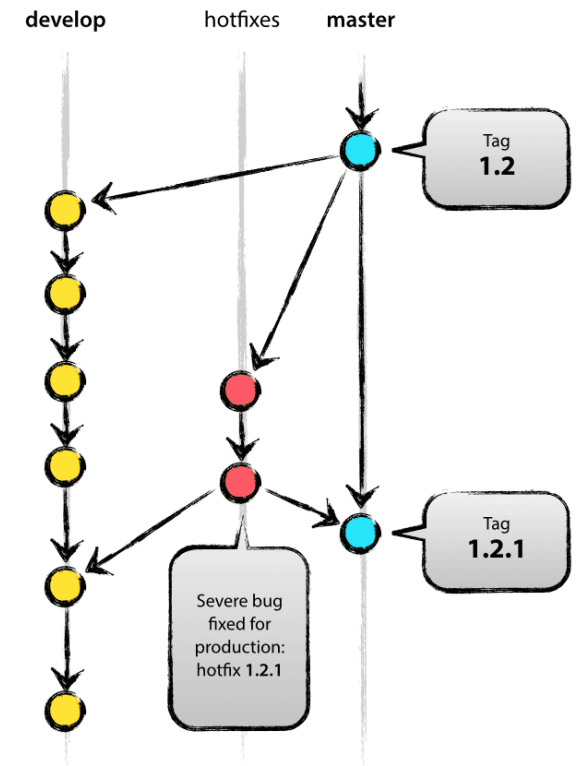 develop
hotfixes
master
Tag
1.2
Severe bug
fixed for
production:
hotfix 1.2.1
Tag
1.2.1